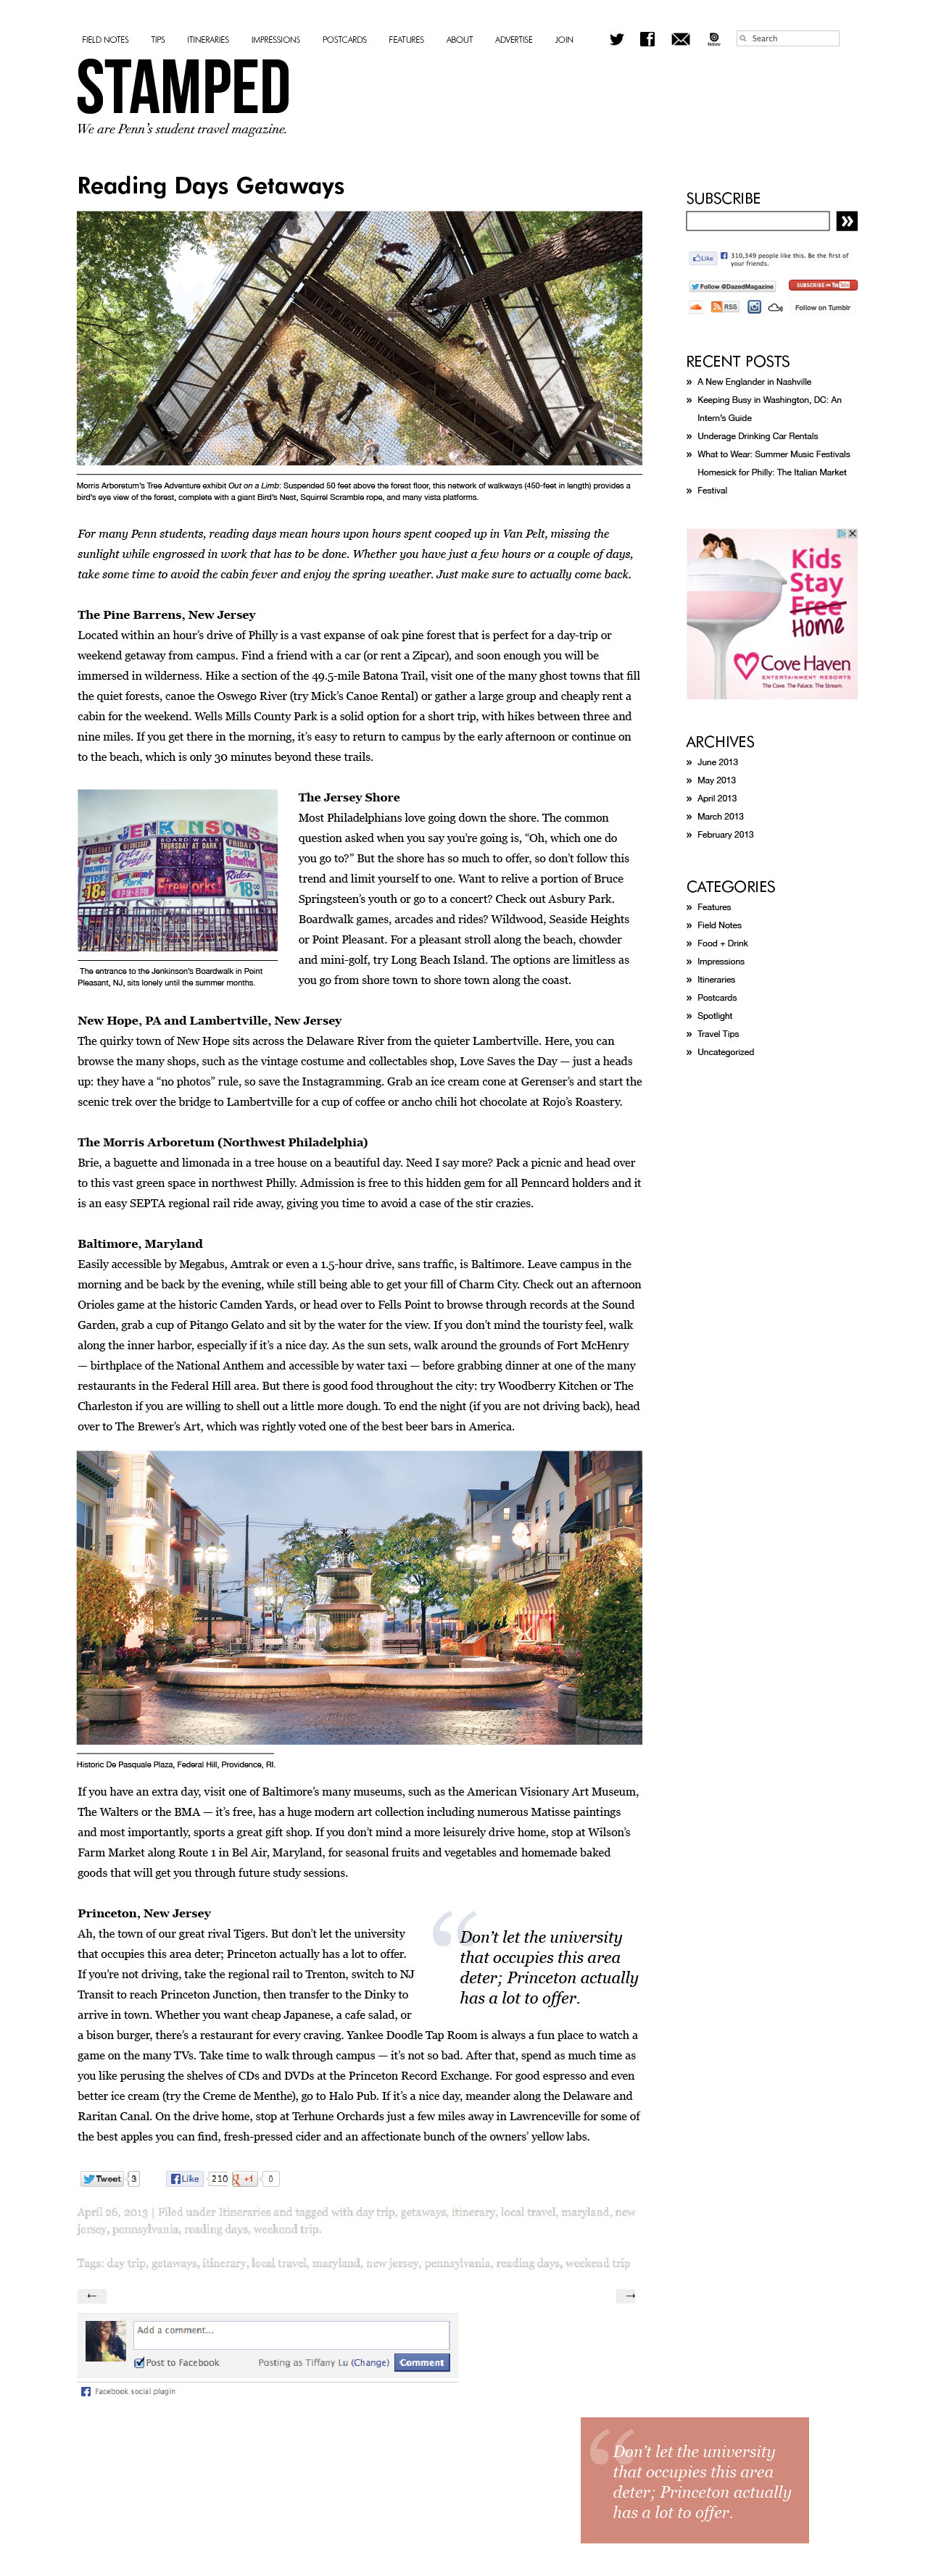 FIELD NOTES TIPS ITINERARIES IMPRESSIONS POSTCARDS FEATURES ABOUT ADVERTISE JOIN
issuu
Search
STAMPED
We are Penn's student travel magazine.
Reading Days Getaways
Morris Arboretum's Tree Adventure exhibit Out on a Limb: Suspended 50 feet above the forest floor, this network of walkways (450-feet in length) provides a
bird's eye view of the forest, complete with a giant Bird's Nest, Squirrel Scramble rope, and many vista platforms.
For many Penn students, reading days mean hours upon hours spent cooped up in Van Pelt, missing the
sunlight while engrossed in work that has to be done. Whether you have just a few hours or a couple of days,
take some time to avoid the cabin fever and enjoy the spring weather. Just make sure to actually come back.
The Pine Barrens, New Jersey
Located within an hour's drive of Philly is a vast expanse of oak pine forest that is perfect for a day-trip or
weekend getaway from campus. Find a friend with a car (or rent a Zipcar), and soon enough you will be
immersed in wilderness. Hike a section of the 49.5-mile Batona Trail, visit one of the many ghost towns that fill
the quiet forests, canoe the Oswego River (try Mick's Canoe Rental) or gather a large group and cheaply rent a
cabin for the weekend. Wells Mills County Park is a solid option for a short trip, with hikes between three and
nine miles. If you get there in the morning, it's easy to return to campus by the early afternoon or continue on
to the beach, which is only 30 minutes beyond these trails.
JENKINSONS
BOARDWALK
THURSDAY AT DARK!
Fireworks
TUESDAY
WEDNESDAY
FRIDAY
Rides
The entrance to the Jenkinson's Boardwalk in Point
Pleasant, NJ, sits lonely until the summer months.
The Jersey Shore
Most Philadelphians love going down the shore. The common
question asked when you say you're going is, "Oh, which one do
you go to?" But the shore has so much to offer, so don't follow this
trend and limit yourself to one. Want to relive a portion of Bruce
Springsteen's youth or go to a concert? Check out Asbury Park.
Boardwalk games, arcades and rides? Wildwood, Seaside Heights
or Point Pleasant. For a pleasant stroll along the beach, chowder
and mini-golf, try Long Beach Island. The options are limitless as
you go from shore town to shore town along the coast.
New Hope, PA and Lambertville, New Jersey
The quirky town of New Hope sits across the Delaware River from the quieter Lambertville. Here, you can
browse the many shops, such as the vintage costume and collectables shop, Love Saves the Day — just a heads
up: they have a "no photos" rule, so save the Instagramming. Grab an ice cream cone at Gerenser's and start the
scenic trek over the bridge to Lambertville for a cup of coffee or ancho chili hot chocolate at Rojo's Roastery.
The Morris Arboretum (Northwest Philadelphia)
Brie, a baguette and limonada in a tree house on a beautiful day. Need I say more? Pack a picnic and head over
to this vast green space in northwest Philly. Admission is free to this hidden gem for all Penncard holders and it
is an easy SEPTA regional rail ride away, giving you time to avoid a case of the stir crazies.
Baltimore, Maryland
Easily accessible by Megabus, Amtrak or even a 1.5-hour drive, sans traffic, is Baltimore. Leave campus in the
morning and be back by the evening, while still being able to get your fill of Charm City. Check out an afternoon
Orioles game at the historic Camden Yards, or head over to Fells Point to browse through records at the Sound
Garden, grab a cup of Pitango Gelato and sit by the water for the view. If you don't mind the touristy feel, walk
along the inner harbor, especially if it's a nice day. As the sun sets, walk around the grounds of Fort McHenry
— birthplace of the National Anthem and accessible by water taxi — before grabbing dinner at one of the many
restaurants in the Federal Hill area. But there is good food throughout the city: try Woodberry Kitchen or The
Charleston if you are willing to shell out a little more dough. To end the night (if you are not driving back), head
over to The Brewer's Art, which was rightly voted one of the best beer bars in America.
Historic De Pasquale Plaza, Federal Hill, Providence, RI.
If you have an extra day, visit one of Baltimore's many museums, such as the American Visionary Art Museum,
The Walters or the BMA — it's free, has a huge modern art collection including numerous Matisse paintings
and most importantly, sports a great gift shop. If you don't mind a more leisurely drive home, stop at Wilson's
Farm Market along Route 1 in Bel Air, Maryland, for seasonal fruits and vegetables and homemade baked
goods that will get you through future study sessions.
Princeton, New Jersey
Ah, the town of our great rival Tigers. But don't let the university
that occupies this area deter; Princeton actually has a lot to offer.
If you're not driving, take the regional rail to Trenton, switch to NJ
Transit to reach Princeton Junction, then transfer to the Dinky to
arrive in town. Whether you want cheap Japanese, a cafe salad, or
a bison burger, there's a restaurant for every craving. Yankee Doodle Tap Room is always a fun place to watch a
game on the many TVs. Take time to walk through campus — it's not so bad. After that, spend as much time as
you like perusing the shelves of CDs and DVDs at the Princeton Record Exchange. For good espresso and even
better ice cream (try the Creme de Menthe), go to Halo Pub. If it's a nice day, meander along the Delaware and
Raritan Canal. On the drive home, stop at Terhune Orchards just a few miles away in Lawrenceville for some of
the best apples you can find, fresh-pressed cider and an affectionate bunch of the owners' yellow labs.
“
Don't let the university
that occupies this area
deter; Princeton actually
has a lot to offer.
Tweet 3 Like 210 +1 0
April 26, 2013 | Filed under Itineraries and tagged with day trip, getaways, itinerary, local travel, maryland, new
jersey, pennsylvania, reading days, weekend trip.
Tags: day trip, getaways, itinerary, local travel, maryland, new jersey, pennsylvania, reading days, weekend trip
← →
Add a comment...
Post to Facebook Posting as Tiffany Lu (Change) Comment
Facebook social plugin
SUBSCRIBE
»
Like 310,349 people like this. Be the first of
your friends.
Follow @DazedMagazine SUBSCRIBE ON YouTube
RSS Follow on Tumblr
RECENT POSTS
» A New Englander in Nashville
» Keeping Busy in Washington, DC: An
Intern's Guide
» Underage Drinking Car Rentals
» What to Wear: Summer Music Festivals
Homesick for Philly: The Italian Market
» Festival
Kids
Stay
Free
HOME
Cove Haven
ENTERTAINMENT RESORTS
The Cove. The Palace. The Stream.
ARCHIVES
» June 2013
» May 2013
» April 2013
» March 2013
» February 2013
CATEGORIES
» Features
» Field Notes
» Food + Drink
» Impressions
» Itineraries
» Postcards
» Spotlight
» Travel Tips
» Uncategorized
“
Don't let the university
that occupies this area
deter; Princeton actually
has a lot to offer.